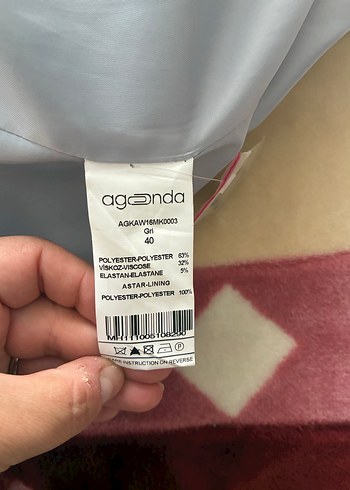 agenda
AGKAW16MK0003
Gri
40
POLYESTER-POLYESTER 63%
VİSKOZ-VISCOSE 32%
ELASTAN-ELASTANE 5%
ASTAR-LINING
POLYESTER-POLYESTER 100%
P
CARE INSTRUCTION ON REVERSE